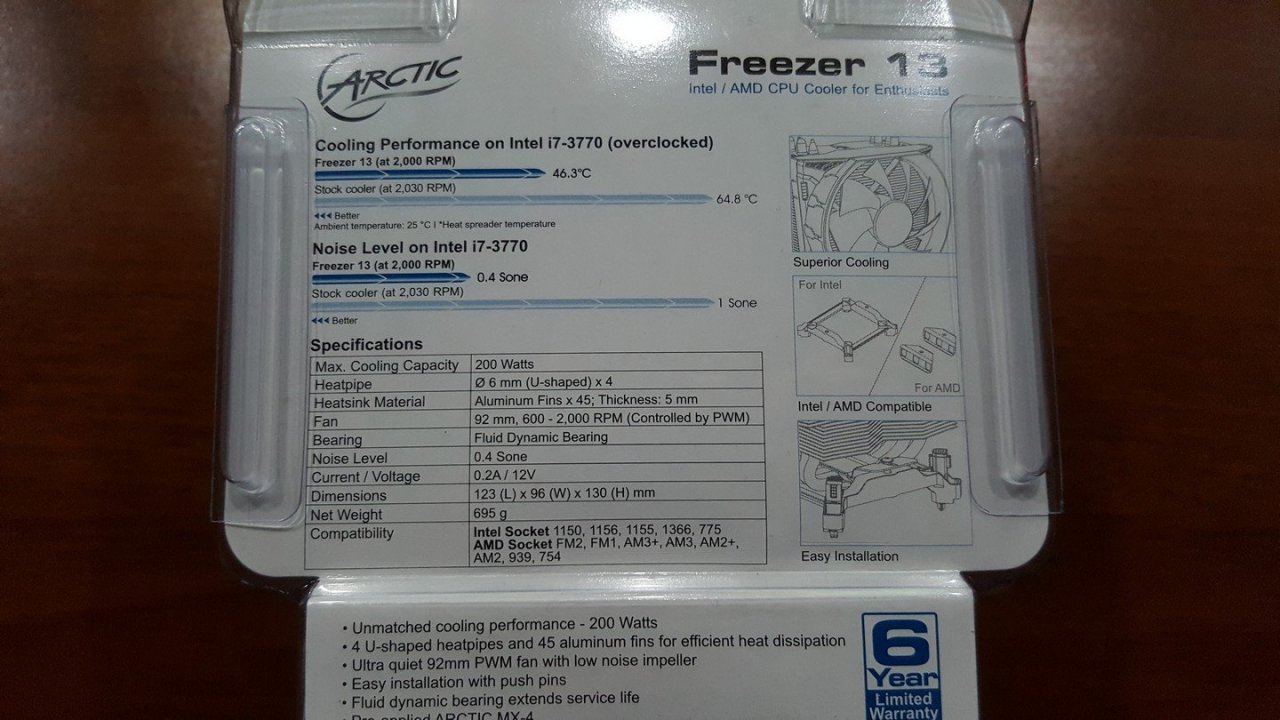 ARCTIC
Freezer 13
Intel / AMD CPU Cooler for Enthusiasts
Cooling Performance on Intel i7-3770 (overclocked)
Freezer 13 (at 2,000 RPM)
46.3°C
Stock cooler (at 2,030 RPM)
64.8 °C
Better
Ambient temperature: 25 °C I *Heat spreader temperature
Noise Level on Intel i7-3770
Freezer 13 (at 2,000 RPM)
0.4 Sone
Stock cooler (at 2,030 RPM)
1 Sone
Better
Superior Cooling
For Intel
For AMD
Intel / AMD Compatible
Easy Installation
Specifications
Max. Cooling Capacity 200 Watts
Heatpipe Ø 6 mm (U-shaped) x 4
Heatsink Material Aluminum Fins x 45; Thickness: 5 mm
Fan 92 mm, 600 - 2,000 RPM (Controlled by PWM)
Bearing Fluid Dynamic Bearing
Noise Level 0.4 Sone
Current / Voltage 0.2A / 12V
Dimensions 123 (L) x 96 (W) x 130 (H) mm
Net Weight 695 g
Compatibility Intel Socket 1150, 1156, 1155, 1366, 775
AMD Socket FM2, FM1, AM3+, AM3, AM2+,
AM2, 939, 754
• Unmatched cooling performance - 200 Watts
• 4 U-shaped heatpipes and 45 aluminum fins for efficient heat dissipation
• Ultra quiet 92mm PWM fan with low noise impeller
• Easy installation with push pins
• Fluid dynamic bearing extends service life
• Pre-applied ARCTIC MX-4
6
Year
Limited
Warranty